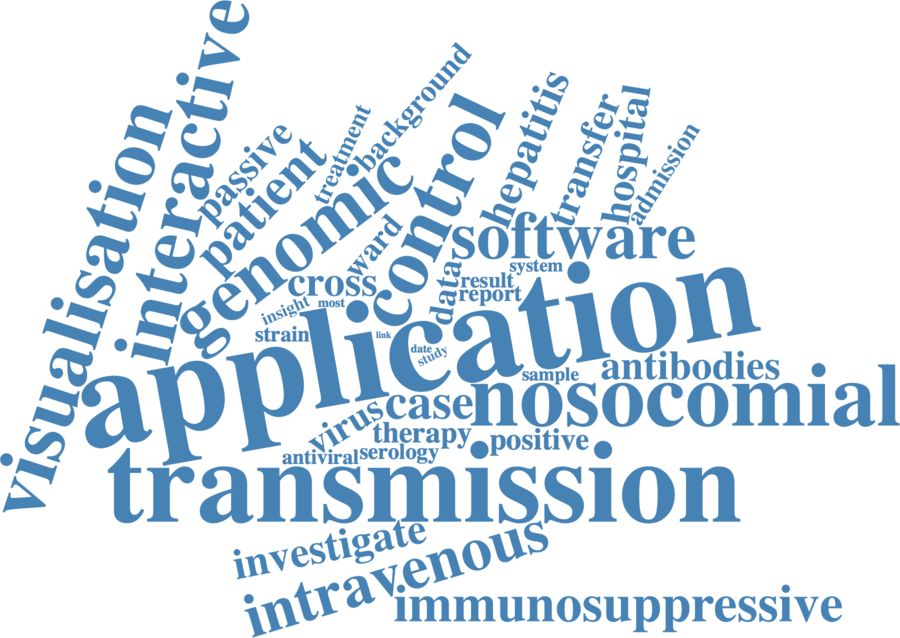 visualisation
interactive
passive
patient
treatment
background
genomic
control
hepatitis
transfer
hospital
admission
ward
cross
software
system
data
result
report
insight
most
strain
link
application
date
study
sample
antibodies
nosocomial
case
virus
therapy
positive
antiviral
serology
transmission
investigate
intravenous
immunosuppressive